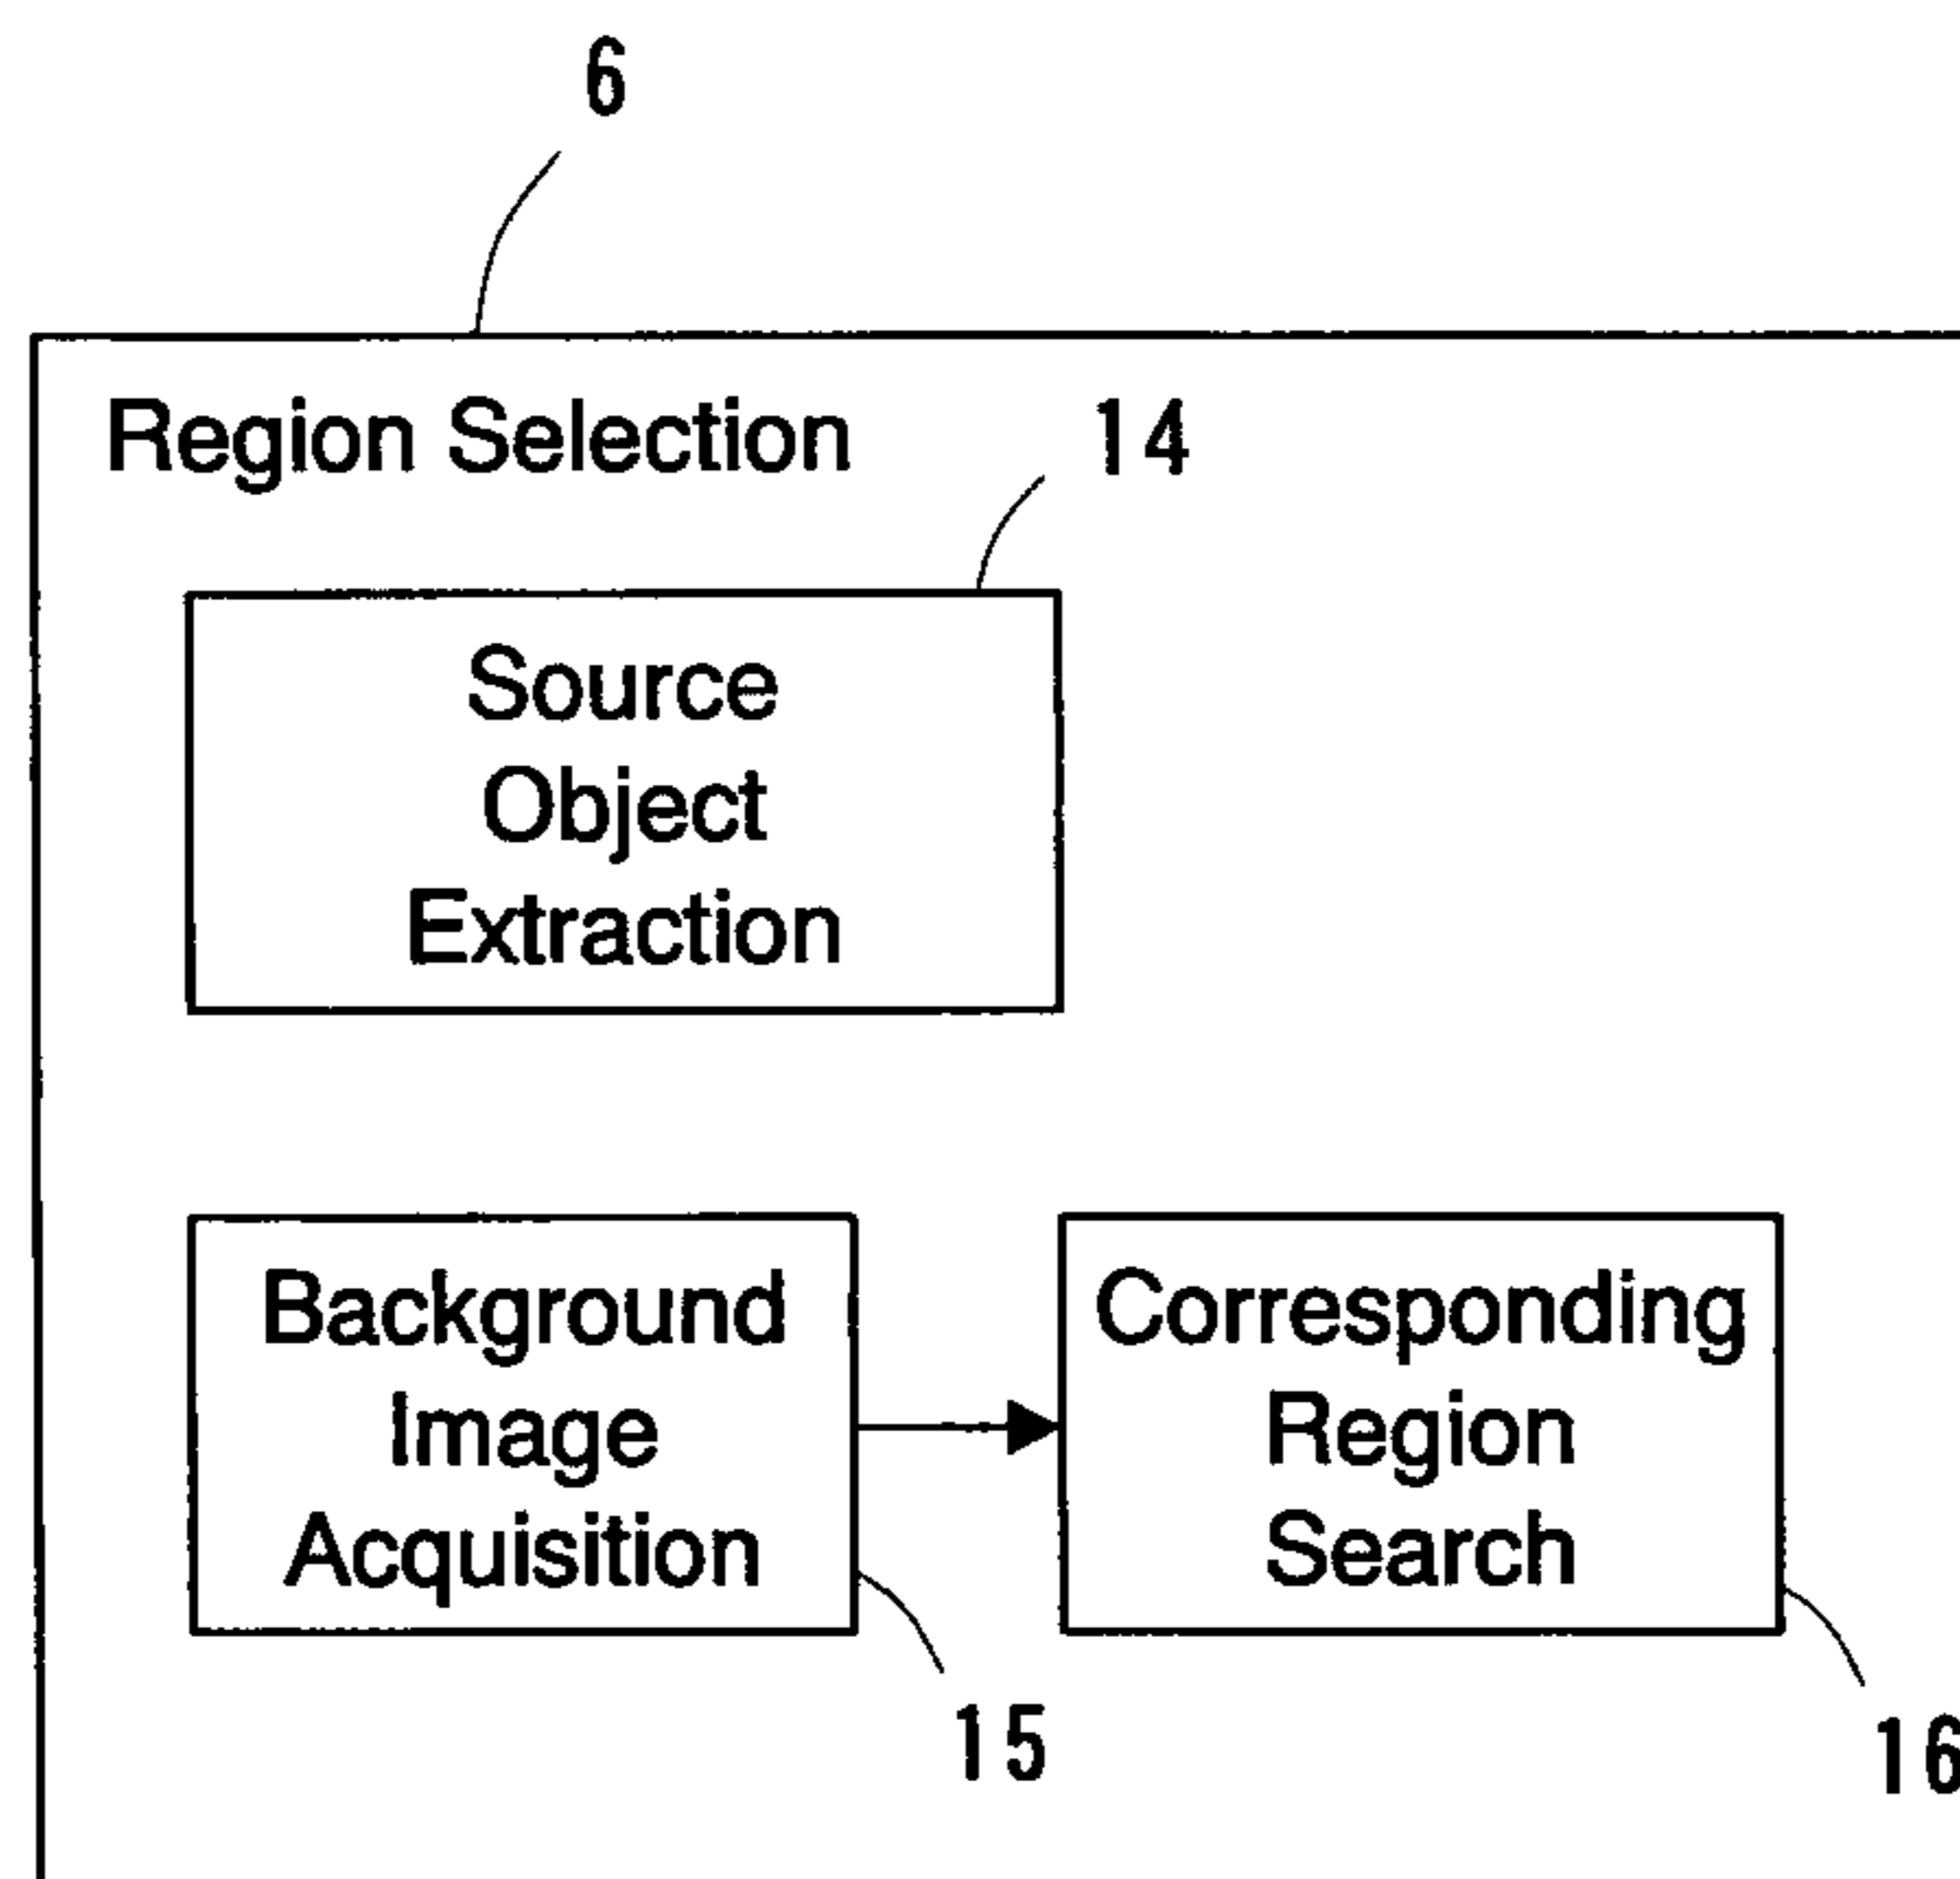 6
Region Selection
14
Source
Object
Extraction
Background
Image
Acquisition
Corresponding
Region
Search
15
16